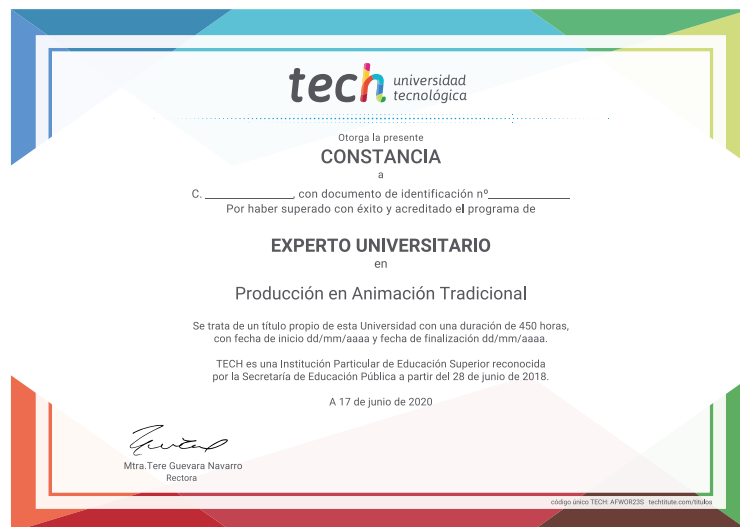 tech universidad
tecnológica
Otorga la presente
CONSTANCIA
a
C. ______________, con documento de identificación nº______________
Por haber superado con éxito y acreditado el programa de
EXPERTO UNIVERSITARIO
en
Producción en Animación Tradicional
Se trata de un título propio de esta Universidad con una duración de 450 horas,
con fecha de inicio dd/mm/aaaa y fecha de finalización dd/mm/aaaa.
TECH es una Institución Particular de Educación Superior reconocida
por la Secretaría de Educación Pública a partir del 28 de junio de 2018.
A 17 de junio de 2020
Mtra.Tere Guevara Navarro
Rectora
código único TECH: AFWOR23S techtitute.com/titulos